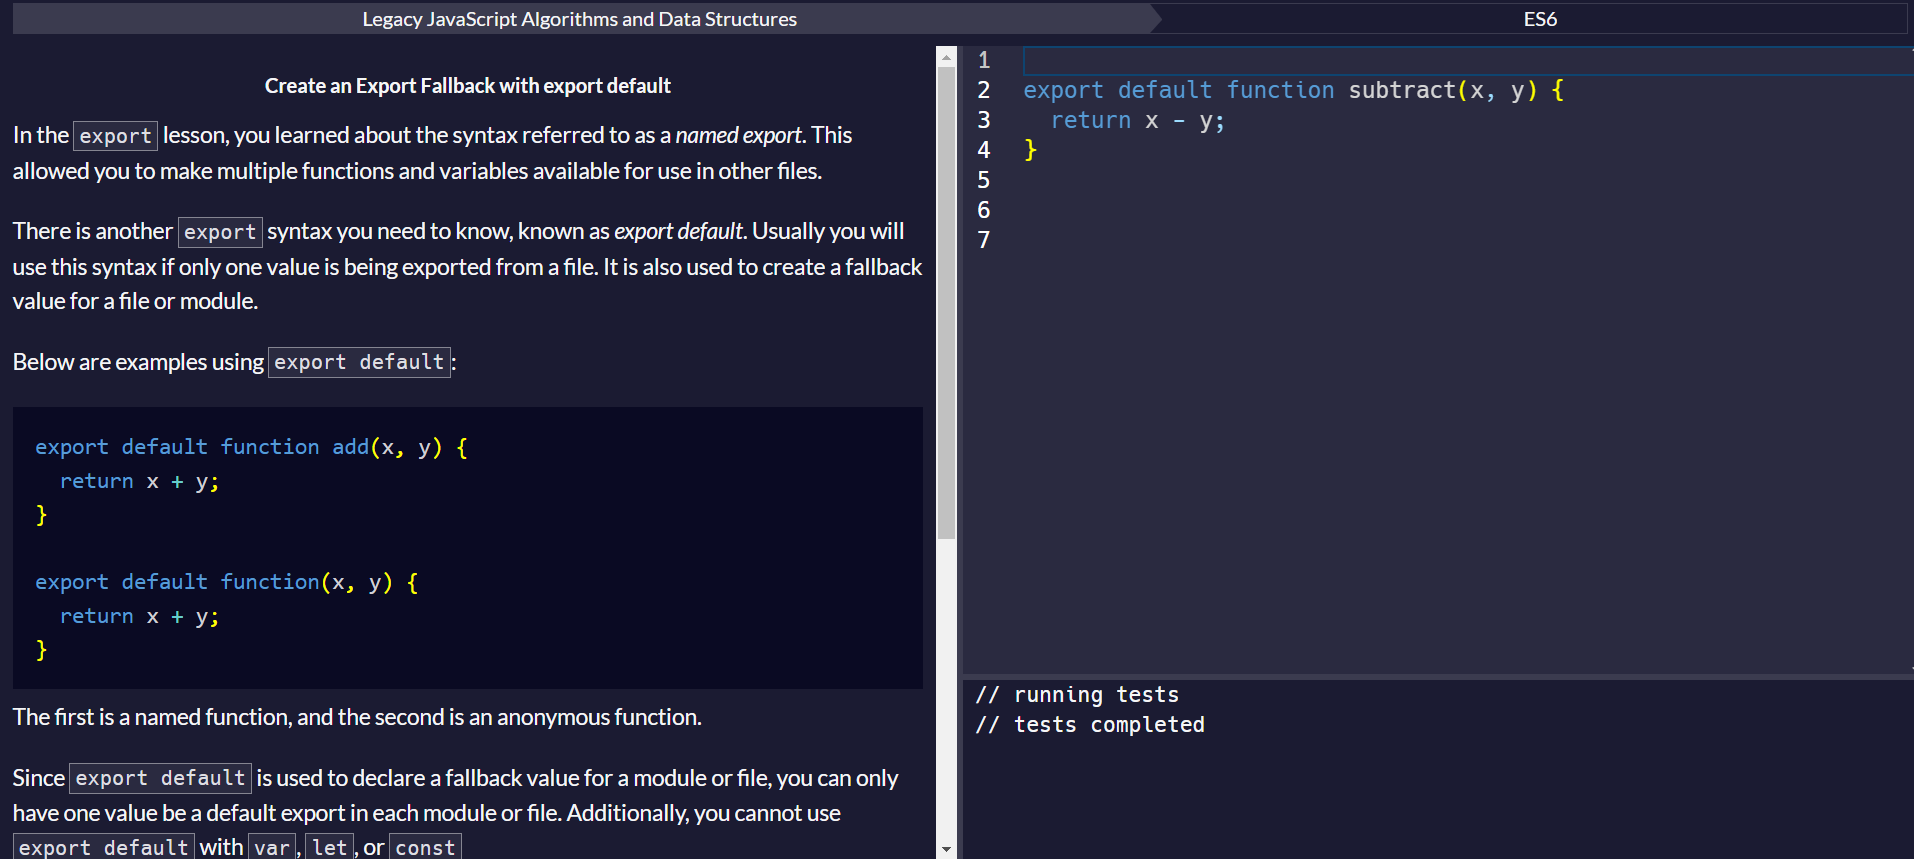 Legacy JavaScript Algorithms and Data Structures
ES6
Create an Export Fallback with export default
In the export lesson, you learned about the syntax referred to as a named export. This
allowed you to make multiple functions and variables available for use in other files.
There is another export syntax you need to know, known as export default. Usually you will
use this syntax if only one value is being exported from a file. It is also used to create a fallback
value for a file or module.
Below are examples using export default:
export default function add(x, y) {
  return x + y;
}
export default function(x, y) {
  return x + y;
}
The first is a named function, and the second is an anonymous function.
Since export default is used to declare a fallback value for a module or file, you can only
have one value be a default export in each module or file. Additionally, you cannot use
export default with var, let, or const
1
2 export default function subtract(x, y) {
3   return x - y;
4 }
5
6
7
// running tests
// tests completed